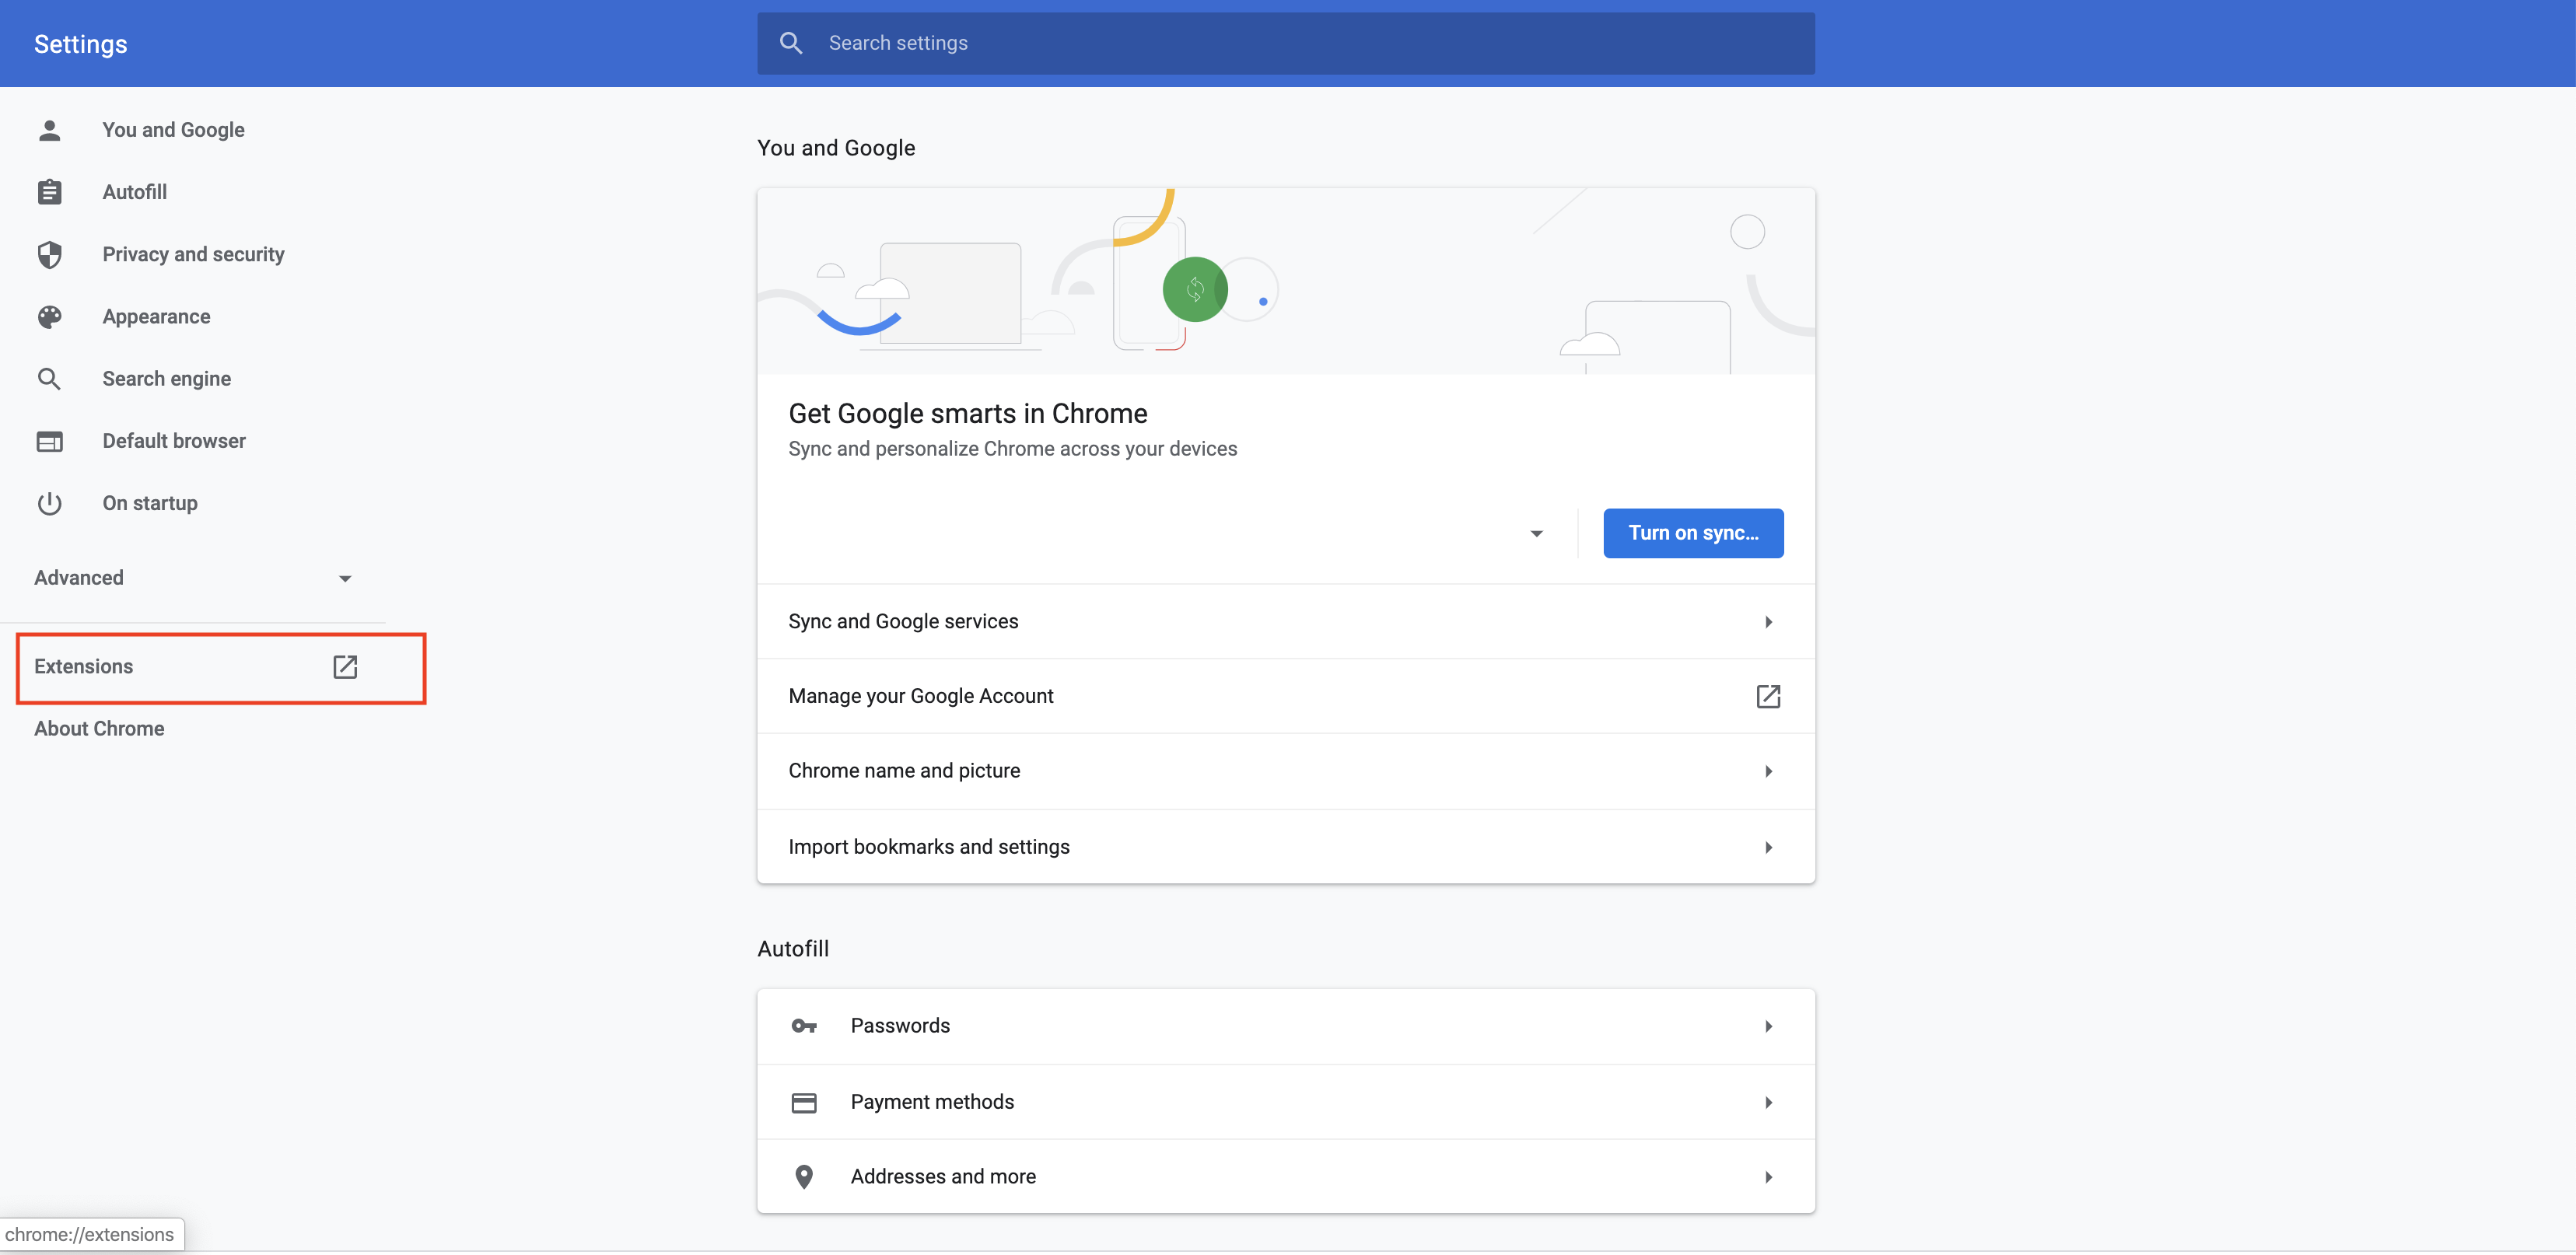 Settings
Search settings
You and Google
Autofill
Privacy and security
Appearance
Search engine
Default browser
On startup
Advanced
Extensions
About Chrome
You and Google
Get Google smarts in Chrome
Sync and personalize Chrome across your devices
Turn on sync...
Sync and Google services
Manage your Google Account
Chrome name and picture
Import bookmarks and settings
Autofill
Passwords
Payment methods
Addresses and more
chrome://extensions